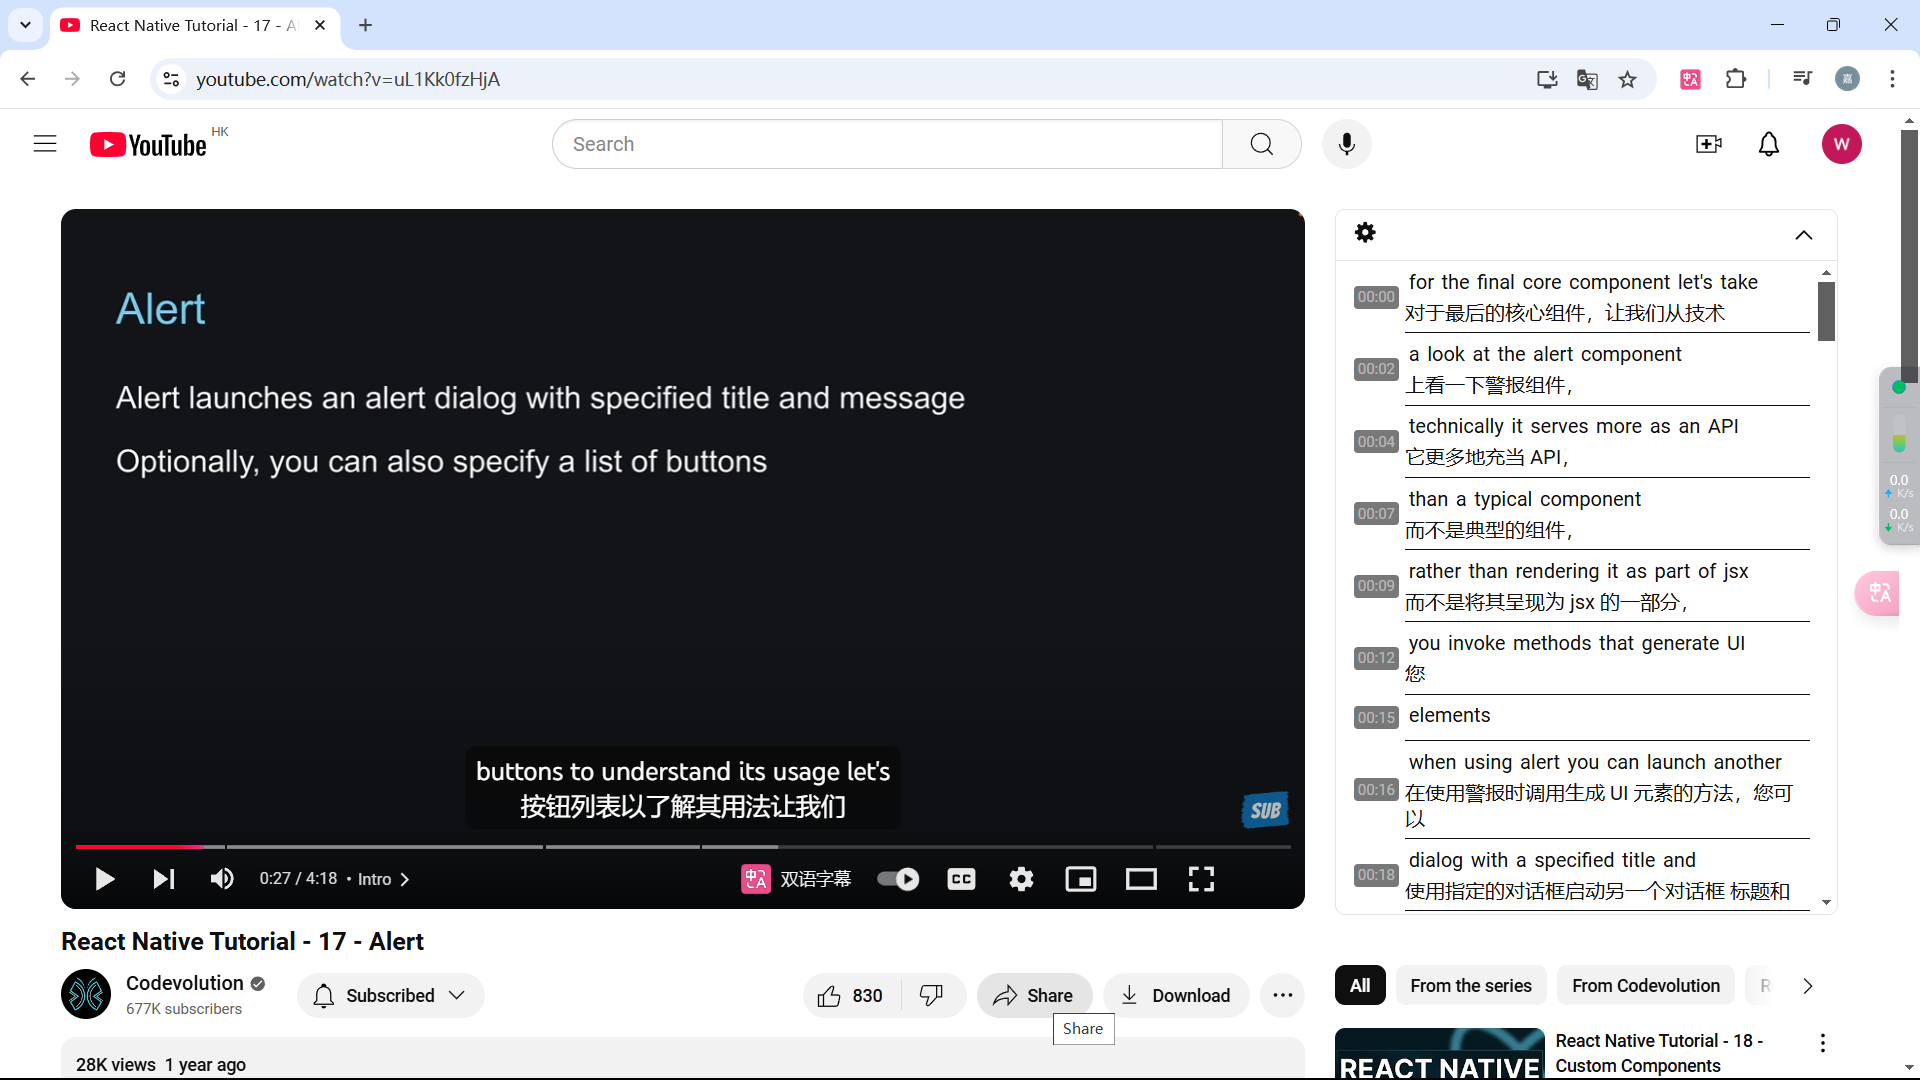 React Native Tutorial - 17 - A
youtube.com/watch?v=uL1Kk0fzHjA
嘉
YouTube HK
Search
W
Alert
Alert launches an alert dialog with specified title and message
Optionally, you can also specify a list of buttons
buttons to understand its usage let's
按钮列表以了解其用法让我们
SUB
0:27 / 4:18 • Intro
双语字幕
CC
00:00 for the final core component let's take
对于最后的核心组件，让我们从技术
00:02 a look at the alert component
上看一下警报组件，
00:04 technically it serves more as an API
它更多地充当 API，
00:07 than a typical component
而不是典型的组件，
00:09 rather than rendering it as part of jsx
而不是将其呈现为 jsx 的一部分，
00:12 you invoke methods that generate UI
您
00:15 elements
00:16 when using alert you can launch another
在使用警报时调用生成 UI 元素的方法，您可
以
00:18 dialog with a specified title and
使用指定的对话框启动另一个对话框 标题和
0.0
K/s
0.0
K/s
React Native Tutorial - 17 - Alert
Codevolution
677K subscribers
Subscribed
830
Share
Download
Share
28K views 1 year ago
All
From the series
From Codevolution
REACT NATIVE
React Native Tutorial - 18 -
Custom Components